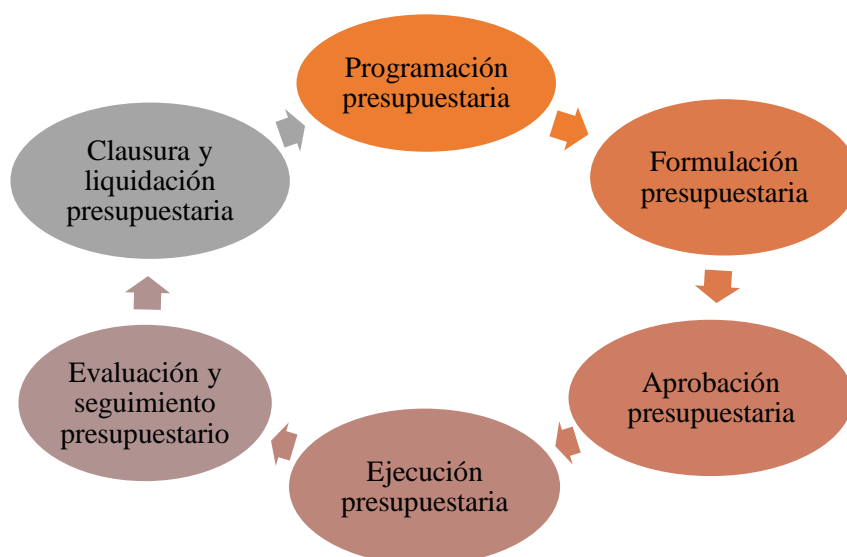 Programación
presupuestaria
Formulación
presupuestaria
Aprobación
presupuestaria
Ejecución
presupuestaria
Evaluación y
seguimiento
presupuestario
Clausura y
liquidación
presupuestaria